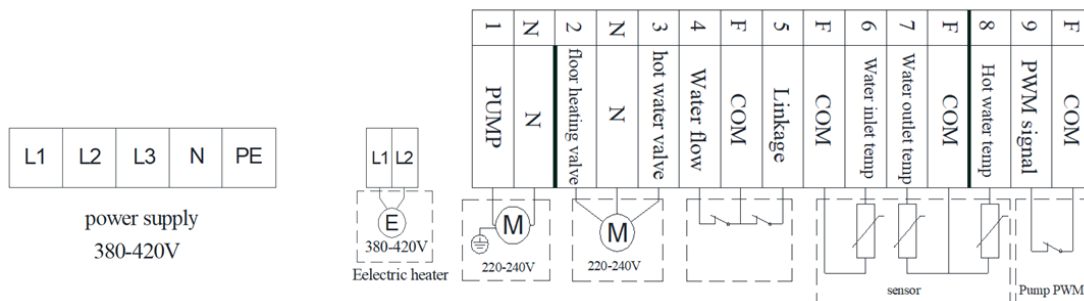 1 N 2 N 3 4 F 5 F 6 7 F 8 9 F
PUMP
N
floor heating valve
N
hot water valve
Water flow
COM
Linkage
COM
Water inlet temp
Water outlet temp
COM
Hot water temp
PWM signal
COM
L1 L2 L3 N PE
power supply
380-420V
L1 L2
E
380-420V
Eelectric heater
M
220-240V
M
220-240V
sensor
Pump PWM